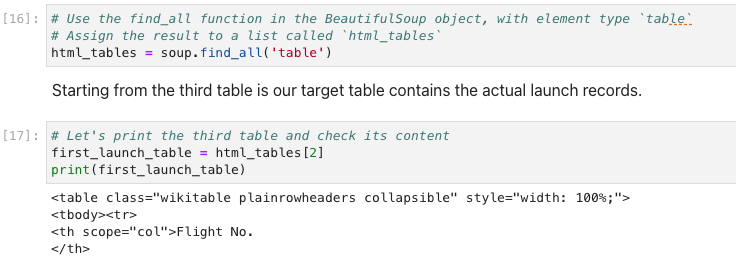 [16]: # Use the find_all function in the BeautifulSoup object, with element type `table`
# Assign the result to a list called `html_tables`
html_tables = soup.find_all('table')
Starting from the third table is our target table contains the actual launch records.
[17]: # Let's print the third table and check its content
first_launch_table = html_tables[2]
print(first_launch_table)
<table class="wikitable plainrowheaders collapsible" style="width: 100%;">
<tbody><tr>
<th scope="col">Flight No.
</th>